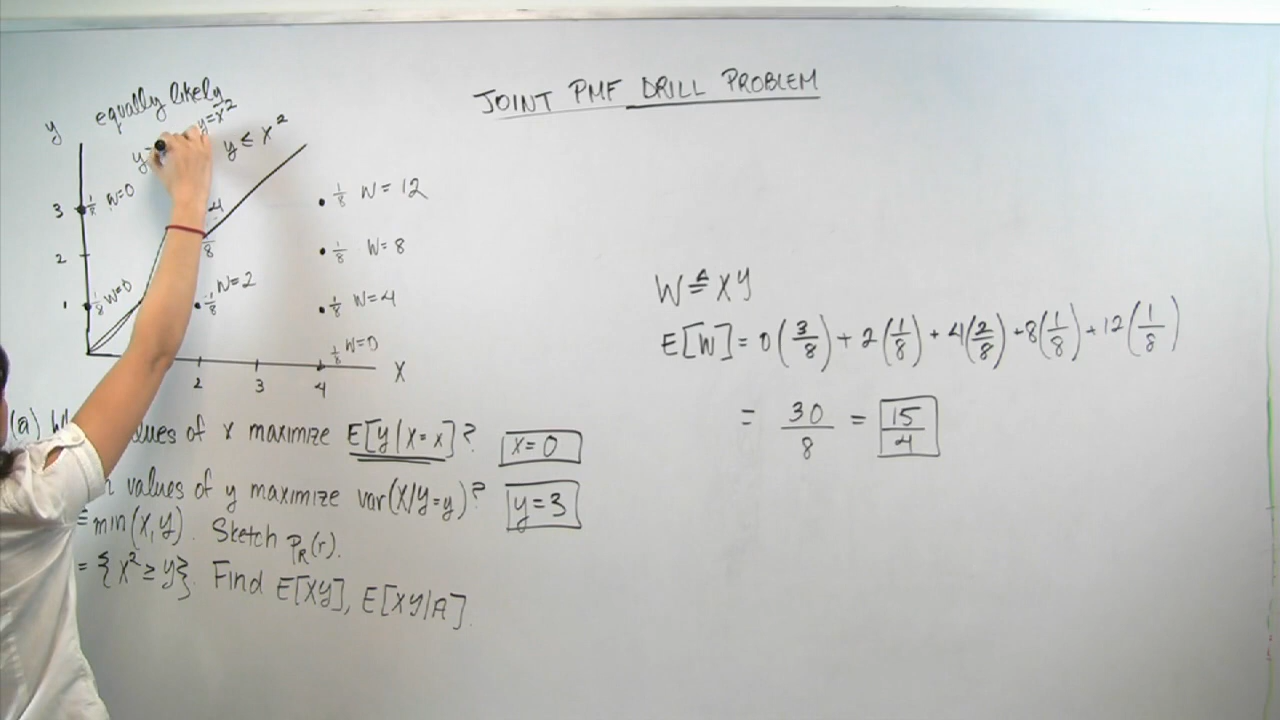 JOINT PMF DRILL PROBLEM
equally likely
y
y=x²
y=
y ≤ x²
3
1/8 W=0
4
1/8 W=12
2
8
1/8 W=8
1
1/8 W=0
1/8 W=2
1/8 W=4
1/8 W=0
2 3 4
x
W ≜ XY
E[W] = 0(3/8) + 2(1/8) + 4(2/8) + 8(1/8) + 12(1/8)
= 30/8 = 15/4
(a) values of x maximize E[Y|X=x]? x=0
values of y maximize var(X|Y=y)? y=3
= min(X,Y). Sketch pR(r).
= {X² ≥ Y}. Find E[XY], E[XY|A].